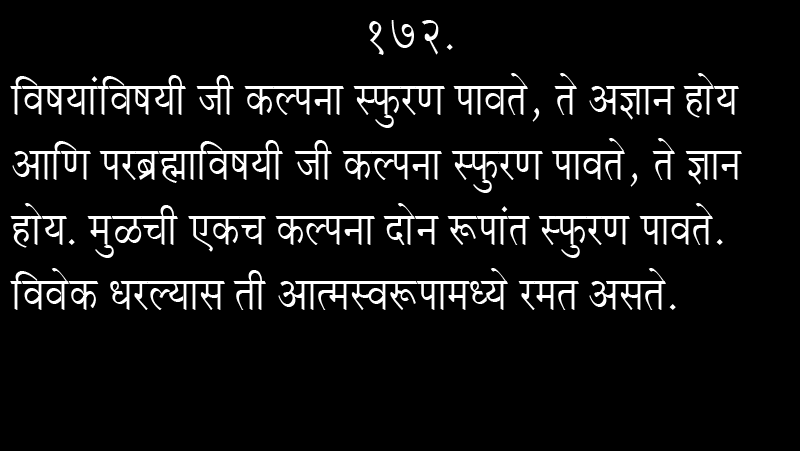 १७२.
विषयांविषयी जी कल्पना स्फुरण पावते, ते अज्ञान होय
आणि परब्रह्माविषयी जी कल्पना स्फुरण पावते, ते ज्ञान
होय. मुळची एकच कल्पना दोन रूपांत स्फुरण पावते.
विवेक धरल्यास ती आत्मस्वरूपामध्ये रमत असते.